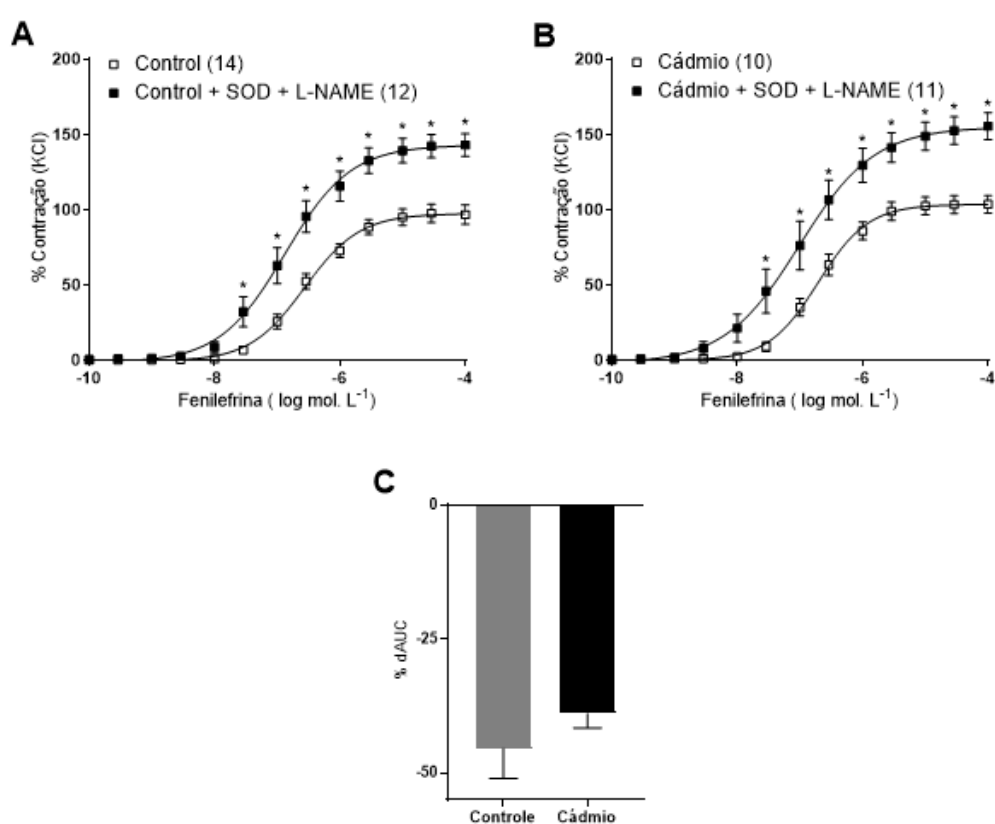 A
200
150
100
50
0
% Contração (KCl)
Control (14)
Control + SOD + L-NAME (12)
* * * * * * * * *
-10 -8 -6 -4
Fenilefrina ( log mol. L⁻¹)
B
200
150
100
50
0
% Contração (KCl)
Cádmio (10)
Cádmio + SOD + L-NAME (11)
* * * * * * * * *
-10 -8 -6 -4
Fenilefrina ( log mol. L⁻¹)
C
0
-25
-50
% dAUC
Controle Cádmio